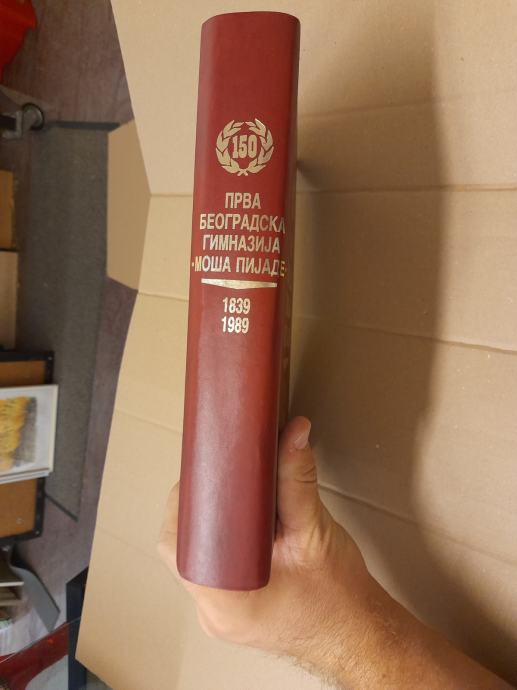 150
ПРВА
БЕОГРАДСКА
ГИМНАЗИЈА
·МОША ПИЈАДЕ·
1839
1989